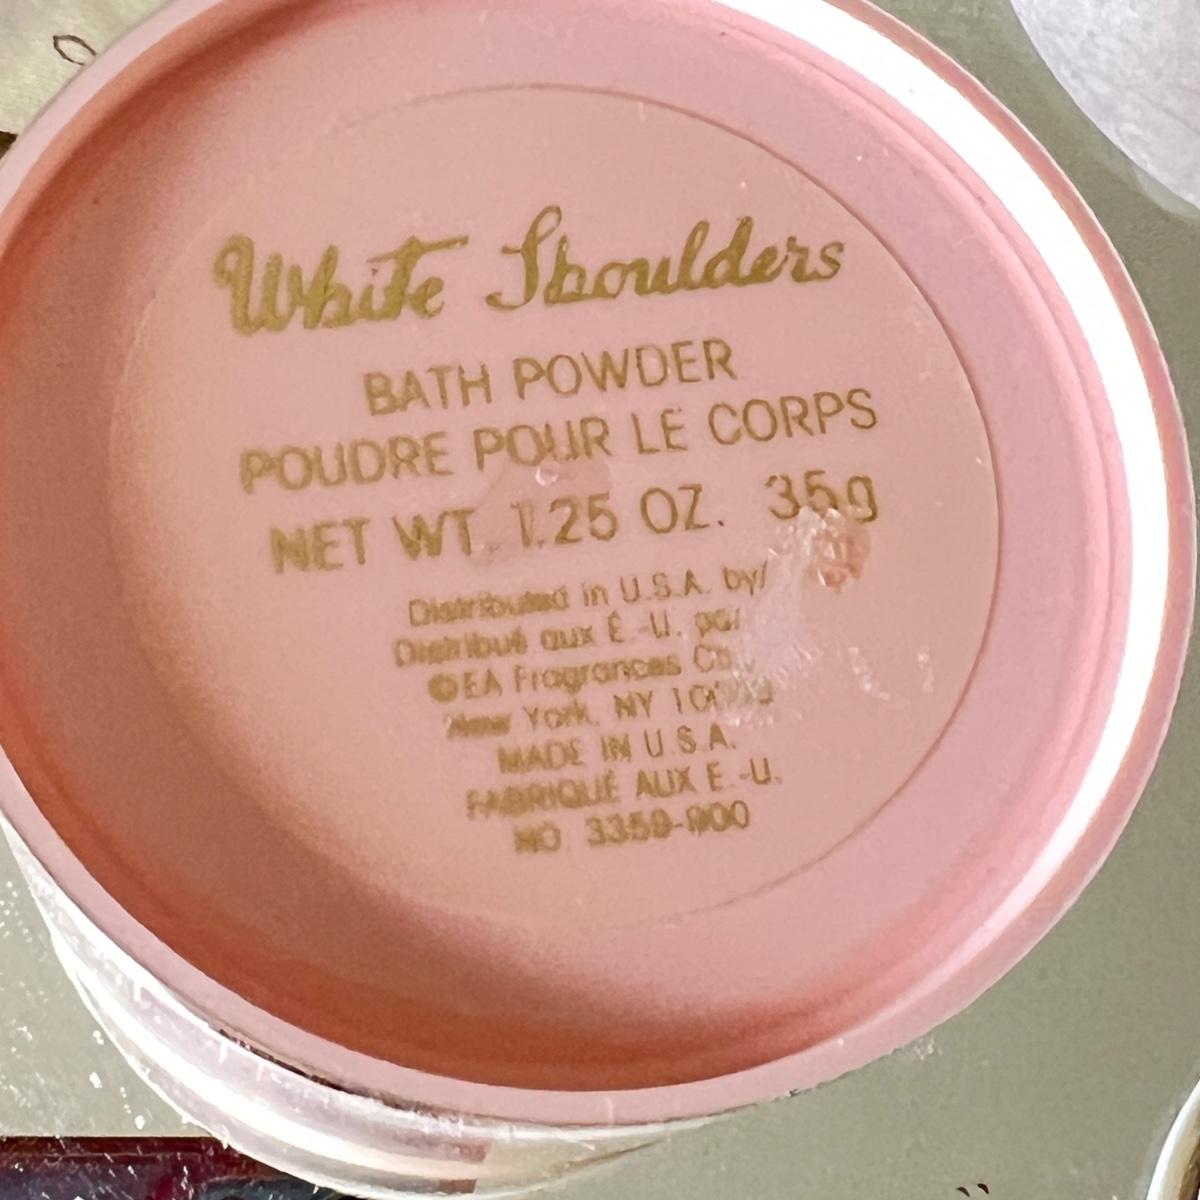 White Shoulders
BATH POWDER
POUDRE POUR LE CORPS
NET WT. 1.25 OZ. 35g
Distributed in U.S.A. by/
Distribué aux É.-U. par
©EA Fragrances Co.
New York, NY
MADE IN U.S.A.
FABRIQUÉ AUX E.-U.
NO. 3359-900